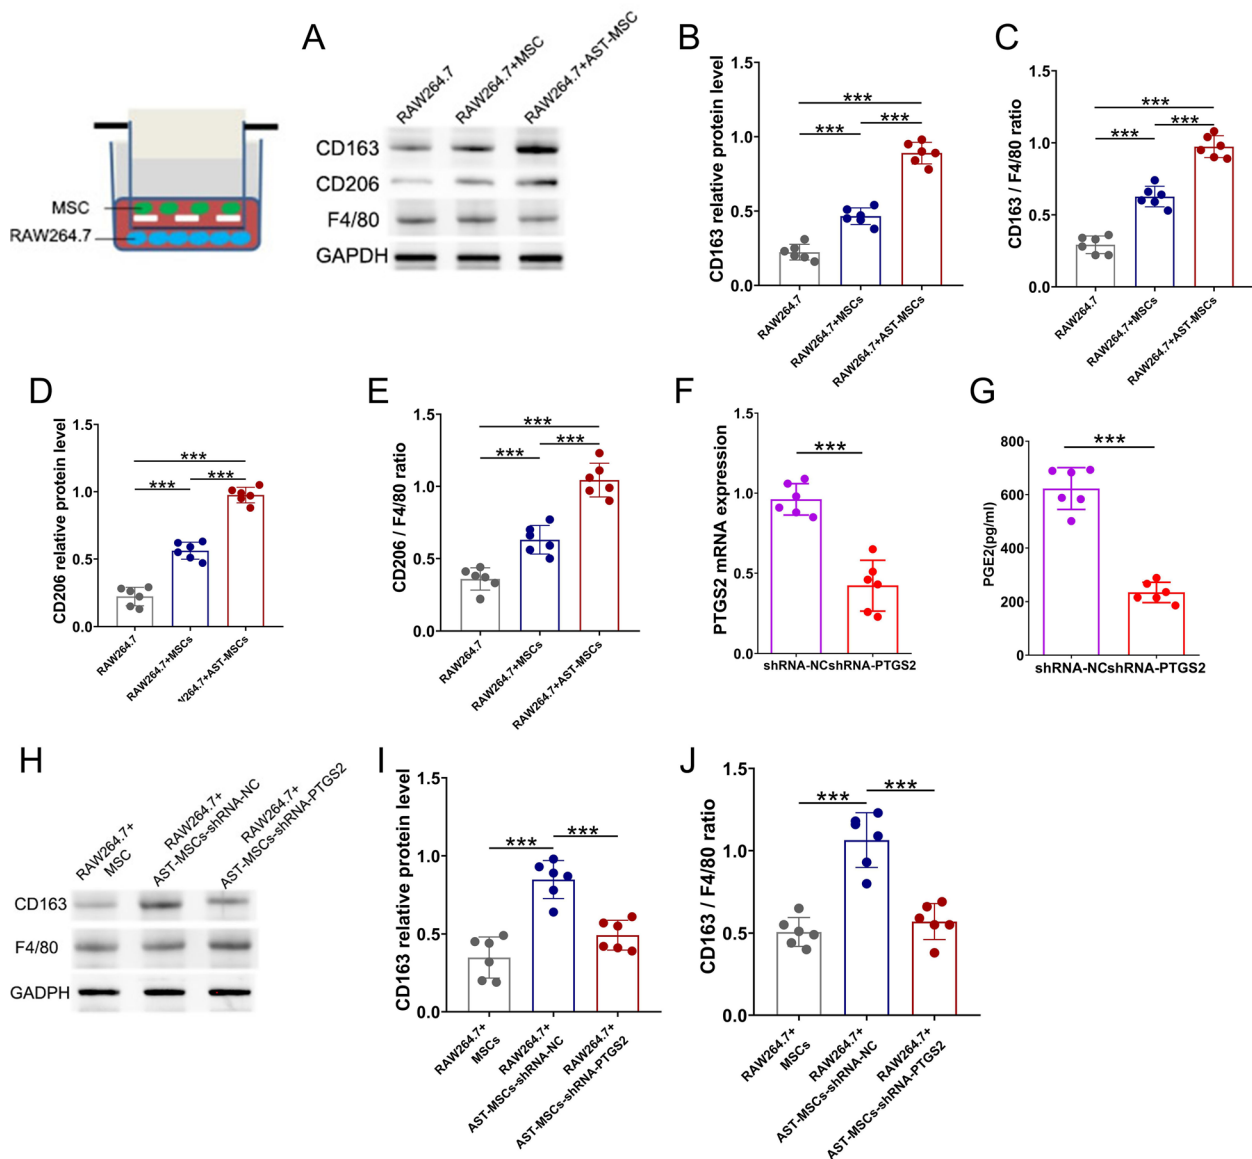 A
RAW264.7
RAW264.7+MSC
RAW264.7+AST-MSC
CD163
CD206
F4/80
GAPDH
MSC
RAW264.7
B
CD163 relative protein level
1.5
1.0
0.5
0.0
***
***
***
RAW264.7
RAW264.7+MSCs
RAW264.7+AST-MSCs
C
CD163 / F4/80 ratio
1.5
1.0
0.5
0.0
***
***
***
RAW264.7
RAW264.7+MSCs
RAW264.7+AST-MSCs
D
CD206 relative protein level
1.5
1.0
0.5
0.0
***
***
***
RAW264.7
RAW264.7+MSCs
W264.7+AST-MSCs
E
CD206 / F4/80 ratio
1.5
1.0
0.5
0.0
***
***
***
RAW264.7
RAW264.7+MSCs
RAW264.7+AST-MSCs
F
PTGS2 mRNA expression
1.5
1.0
0.5
0.0
***
shRNA-NC
shRNA-PTGS2
G
PGE2(pg/ml)
800
600
400
200
0
***
shRNA-NC
shRNA-PTGS2
H
RAW264.7+
MSC
RAW264.7+
AST-MSCs-shRNA-NC
RAW264.7+
AST-MSCs-shRNA-PTGS2
CD163
F4/80
GADPH
I
CD163 relative protein level
1.5
1.0
0.5
0.0
***
***
RAW264.7+
MSCs
RAW264.7+
AST-MSCs-shRNA-NC
RAW264.7+
AST-MSCs-shRNA-PTGS2
J
CD163 / F4/80 ratio
1.5
1.0
0.5
0.0
***
***
RAW264.7+
MSCs
RAW264.7+
AST-MSCs-shRNA-NC
RAW264.7+
AST-MSCs-shRNA-PTGS2